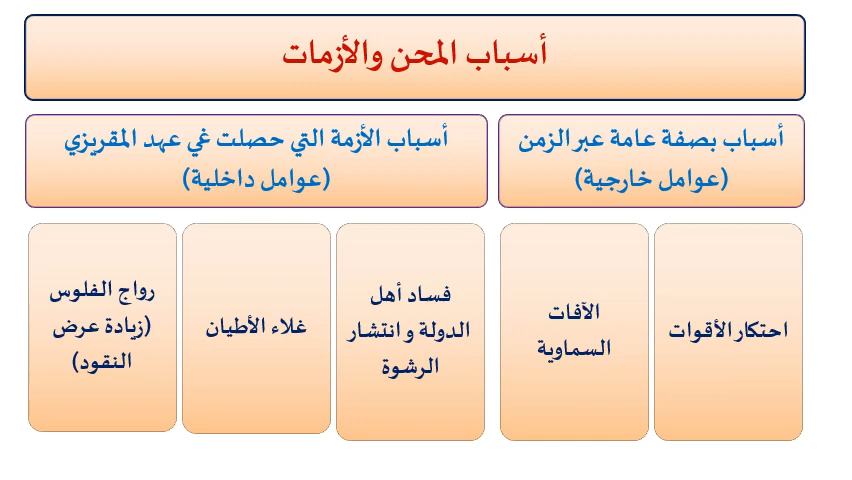 أسباب المحن والأزمات
أسباب بصفة عامة عبر الزمن
(عوامل خارجية)
أسباب الأزمة التي حصلت غي عهد المقريزي
(عوامل داخلية)
احتكار الأقوات
الآفات
السماوية
فساد أهل
الدولة و انتشار
الرشوة
غلاء الأطيان
رواج الفلوس
(زيادة عرض
النقود)